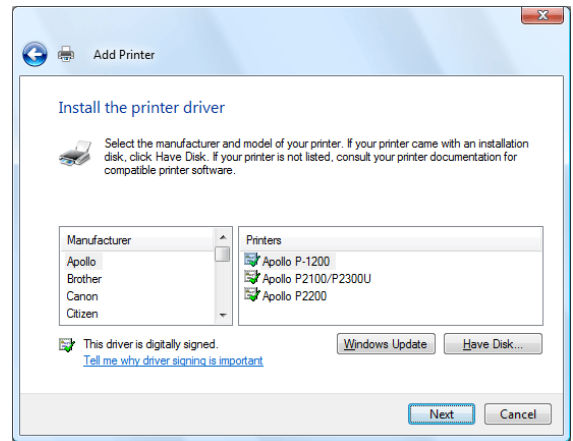 Add Printer
Install the printer driver
Select the manufacturer and model of your printer. If your printer came with an installation
disk, click Have Disk. If your printer is not listed, consult your printer documentation for
compatible printer software.
Manufacturer
Apollo
Brother
Canon
Citizen
Printers
Apollo P-1200
Apollo P2100/P2300U
Apollo P2200
This driver is digitally signed.
Tell me why driver signing is important
Windows Update
Have Disk...
Next
Cancel